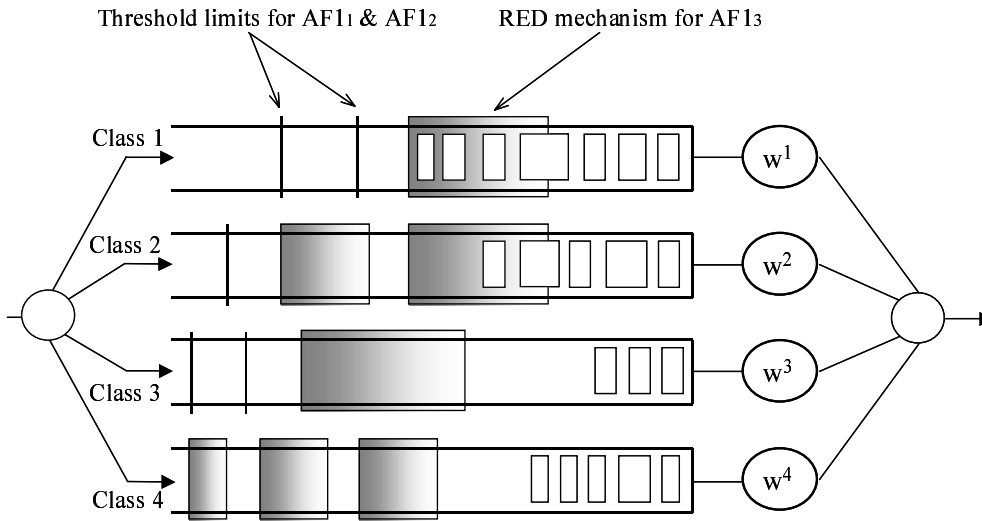 Threshold limits for AF1₁ & AF1₂
RED mechanism for AF1₃
Class 1
w¹
Class 2
w²
Class 3
w³
Class 4
w⁴